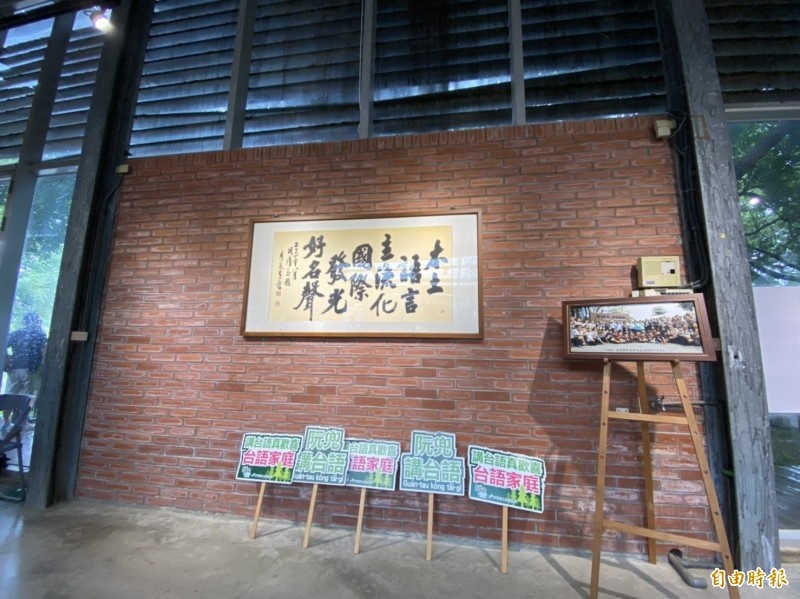 本土
語言
主流化
國際
發光
好名聲
講台語真歡喜
台語家庭
阮兜
講台語
Guán-tau kóng tâi-gí
台語真歡喜
語家庭
阮兜
講台語
Guán-tau kóng tâi-gí
講台語真歡喜
台語家庭
自由時報